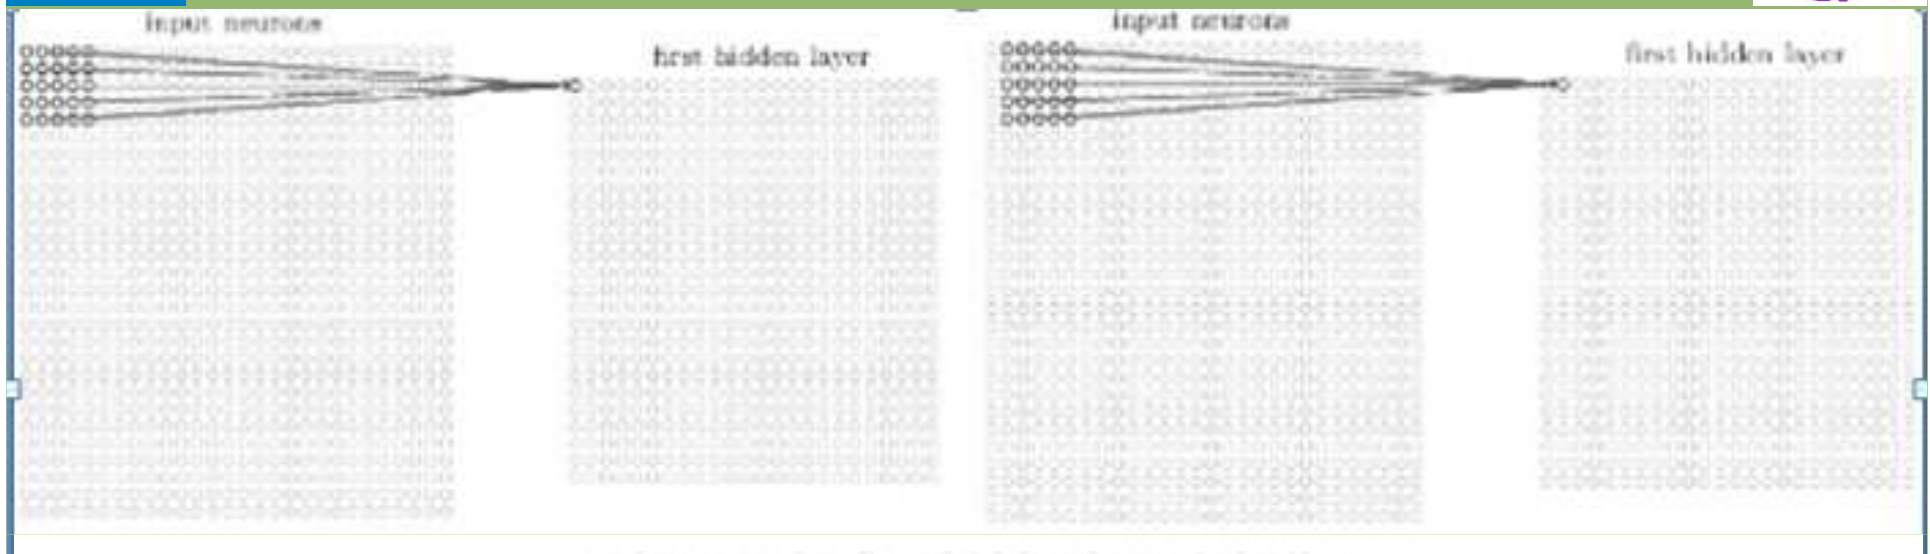 input neurons
first hidden layer
input neurons
first hidden layer